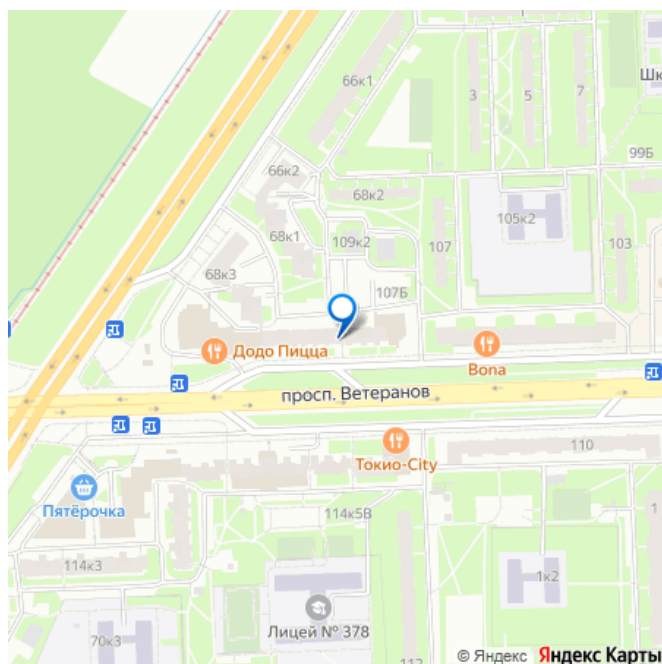 66к1
3
5
7
Шк
99Б
66к2
68к2
105к2
68к1
109к2
107
103
68к3
107Б
Додо Пицца
Bona
просп. Ветеранов
Токио-City
110
Пятёрочка
114к5В
114к3
1к2
Лицей № 378
70к3
112
© Яндекс Яндекс Карты